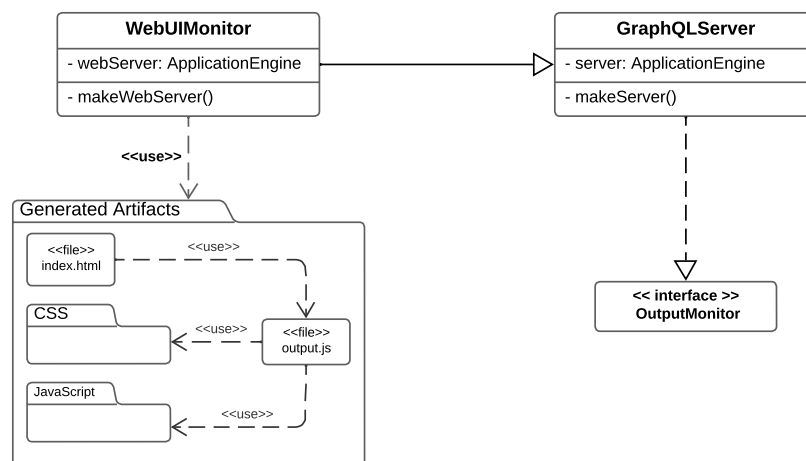 WebUIMonitor
- webServer: ApplicationEngine
- makeWebServer()
GraphQLServer
- server: ApplicationEngine
- makeServer()
<<use>>
Generated Artifacts
<<file>>
index.html
<<use>>
CSS
<<use>>
<<file>>
output.js
JavaScript
<<use>>
<< interface >>
OutputMonitor